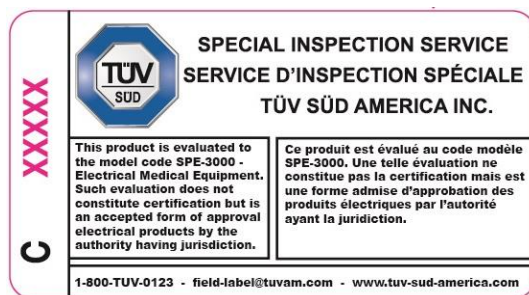 C XXXXX
TÜV
SÜD
SPECIAL INSPECTION SERVICE
SERVICE D'INSPECTION SPÉCIALE
TÜV SÜD AMERICA INC.
This product is evaluated to
the model code SPE-3000 -
Electrical Medical Equipment.
Such evaluation does not
constitute certification but is
an accepted form of approval
electrical products by the
authority having jurisdiction.
Ce produit est évalué au code modèle
SPE-3000. Une telle évaluation ne
constitue pas la certification mais est
une forme admise d'approbation des
produits électriques par l'autorité
ayant la juridiction.
1-800-TUV-0123 - field-label@tuvam.com - www.tuv-sud-america.com